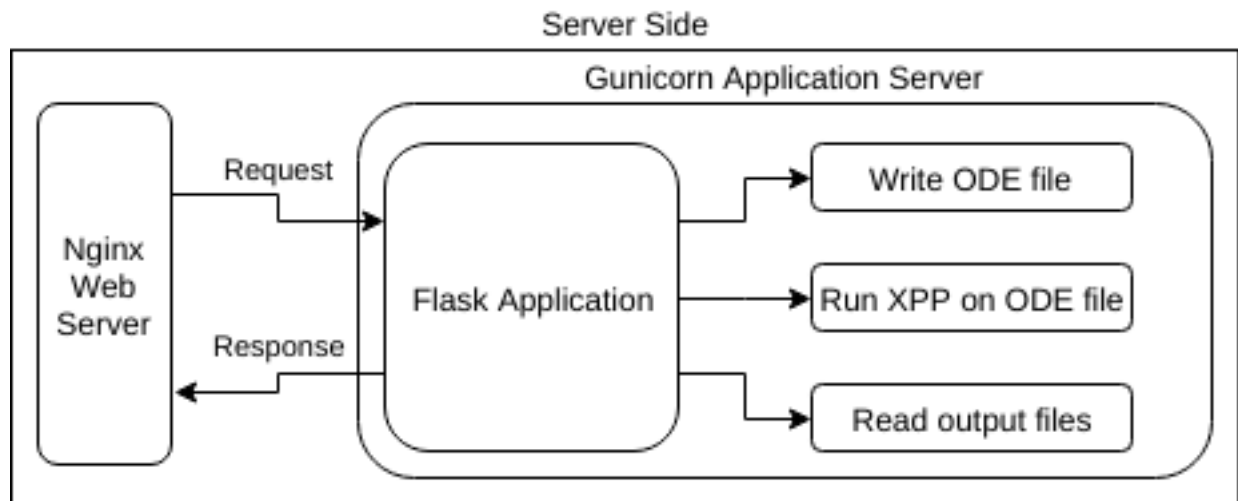 Server Side
Gunicorn Application Server
Request
Write ODE file
Nginx
Web
Server
Flask Application
Run XPP on ODE file
Response
Read output files